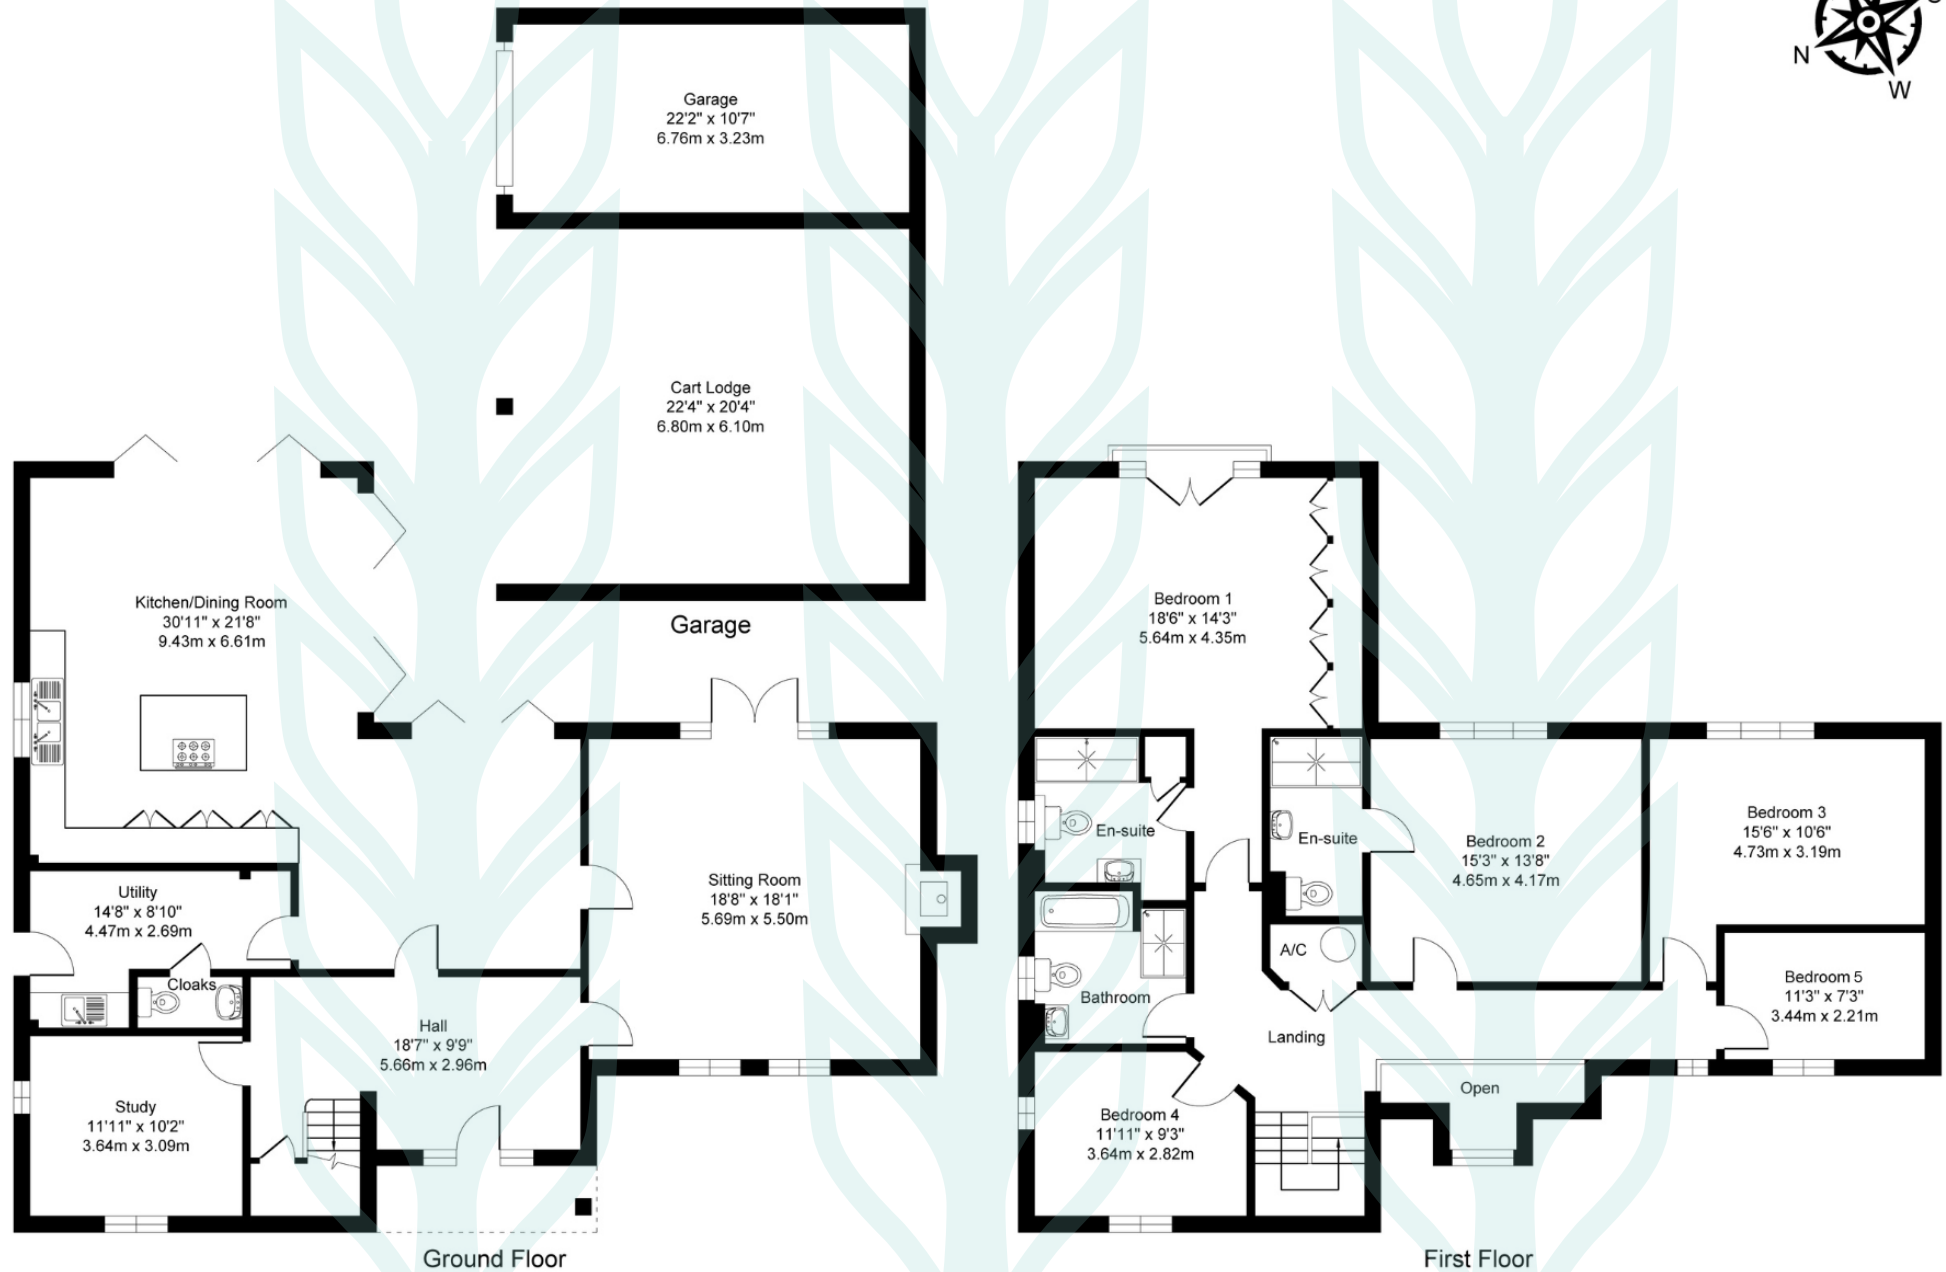 N
W
Garage
22'2" x 10'7"
6.76m x 3.23m
Cart Lodge
22'4" x 20'4"
6.80m x 6.10m
Garage
Kitchen/Dining Room
30'11" x 21'8"
9.43m x 6.61m
Utility
14'8" x 8'10"
4.47m x 2.69m
Cloaks
Hall
18'7" x 9'9"
5.66m x 2.96m
Study
11'11" x 10'2"
3.64m x 3.09m
Sitting Room
18'8" x 18'1"
5.69m x 5.50m
Ground Floor
Bedroom 1
18'6" x 14'3"
5.64m x 4.35m
En-suite
En-suite
Bedroom 2
15'3" x 13'8"
4.65m x 4.17m
Bedroom 3
15'6" x 10'6"
4.73m x 3.19m
A/C
Bathroom
Landing
Bedroom 5
11'3" x 7'3"
3.44m x 2.21m
Open
Bedroom 4
11'11" x 9'3"
3.64m x 2.82m
First Floor